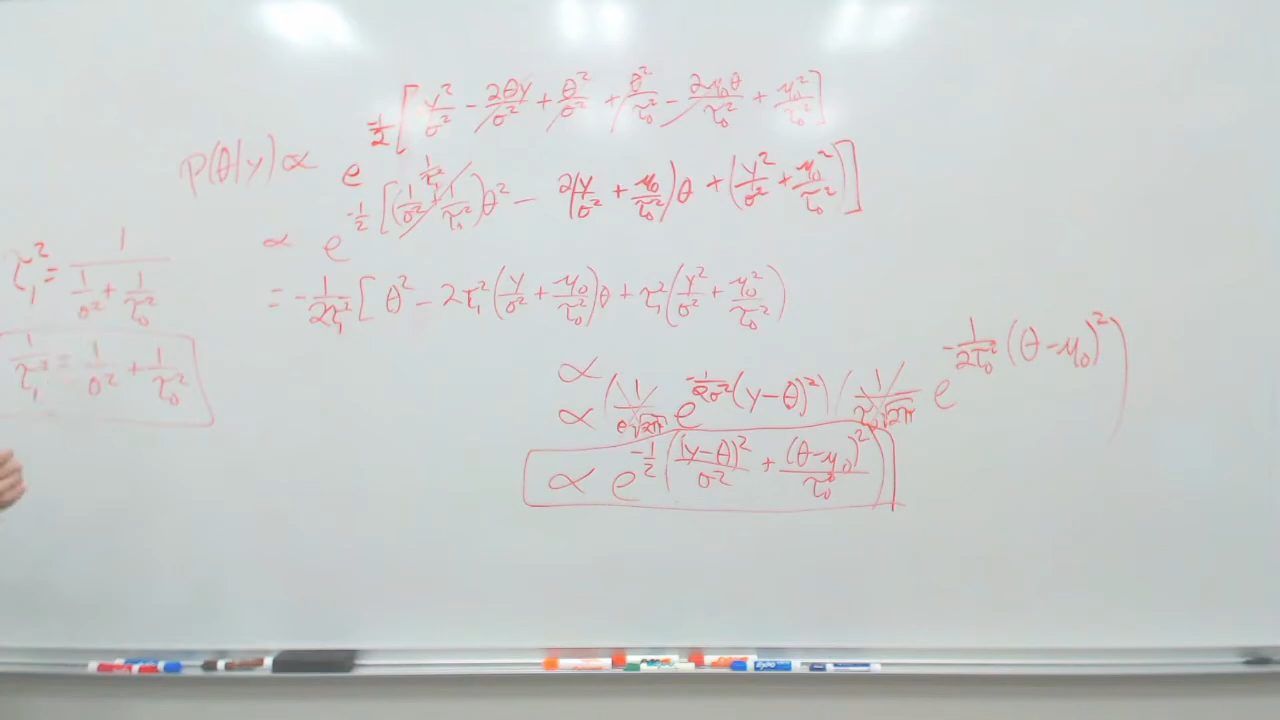 p(θ|y) ∝ e^{-1/2 [y²/σ² - 2θy/σ² + θ²/σ² + θ²/τ₀² - 2μ₀θ/τ₀² + μ₀²/τ₀²]}
∝ e^{-1/2 [(1/σ² + 1/τ₀²)θ² - 2(y/σ² + μ₀/τ₀²)θ + (y²/σ² + μ₀²/τ₀²)]}
1/τ₁²
= -1/2τ₁² [θ² - 2τ₁²(y/σ² + μ₀/τ₀²)θ + τ₁²(y²/σ² + μ₀²/τ₀²)
τ₁² = 1/(1/σ² + 1/τ₀²)
1/τ₁² = 1/σ² + 1/τ₀²
∝
∝ (1/σ√2π e^{-1/2σ² (y-θ)²}) (1/τ₀√2π e^{-1/2τ₀² (θ-μ₀)²})
∝ e^{-1/2 ((y-θ)²/σ² + (θ-μ₀)²/τ₀²)}
EXPO